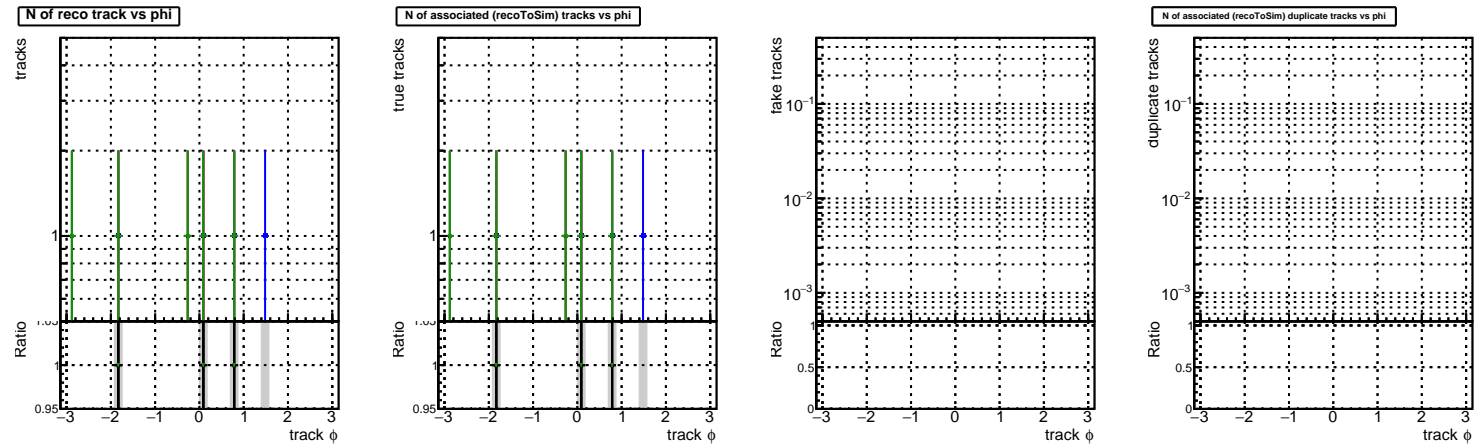 N of reco track vs phi
tracks
1
Ratio
1
0.95
−3 −2 −1 0 1 2 3
track ϕ
N of associated (recoToSim) tracks vs phi
true tracks
1
Ratio
1
0.95
−3 −2 −1 0 1 2 3
track ϕ
fake tracks
10−1
10−2
10−3
Ratio
1
0.5
0
−3 −2 −1 0 1 2 3
track ϕ
N of associated (recoToSim) duplicate tracks vs phi
duplicate tracks
10−1
10−2
10−3
Ratio
1
0.5
0
−3 −2 −1 0 1 2 3
track ϕ